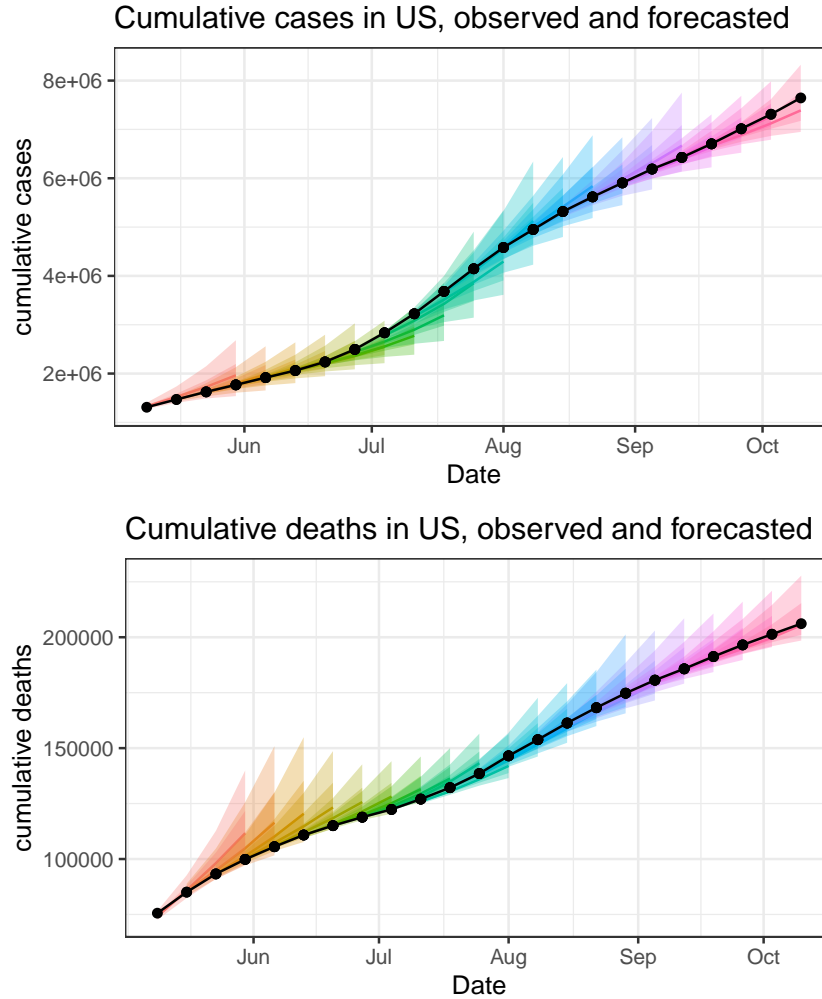 Cumulative cases in US, observed and forecasted
8e+06
6e+06
4e+06
2e+06
cumulative cases
Jun Jul Aug Sep Oct
Date
Cumulative deaths in US, observed and forecasted
200000
150000
100000
cumulative deaths
Jun Jul Aug Sep Oct
Date